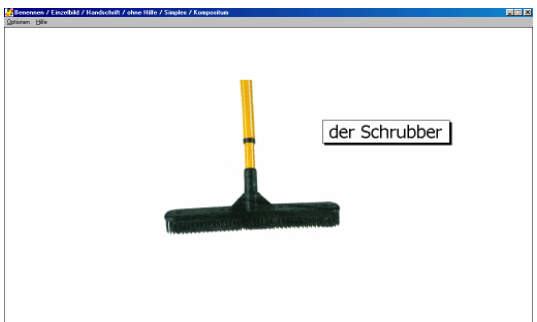 Benennen / Einzelbild / Handschrift / ohne Hilfe / Simplex / Kompositum
Optionen Hilfe
der Schrubber